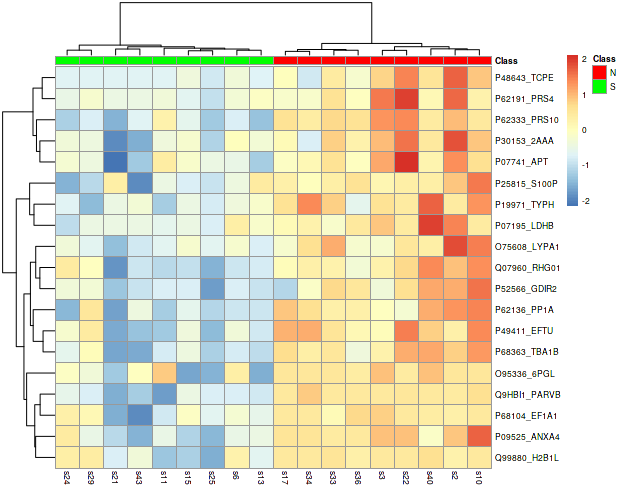 Class
P48643_TCPE
P62191_PRS4
P62333_PRS10
P30153_2AAA
P07741_APT
P25815_S100P
P19971_TYPH
P07195_LDHB
O75608_LYPA1
Q07960_RHG01
P52566_GDIR2
P62136_PP1A
P49411_EFTU
P68363_TBA1B
O95336_6PGL
Q9HBI1_PARVB
P68104_EF1A1
P09525_ANXA4
Q99880_H2B1L
s24 s29 s21 s43 s11 s15 s25 s6 s13 s17 s34 s33 s36 s3 s22 s40 s2 s10
2
1
0
-1
-2
Class
N
S